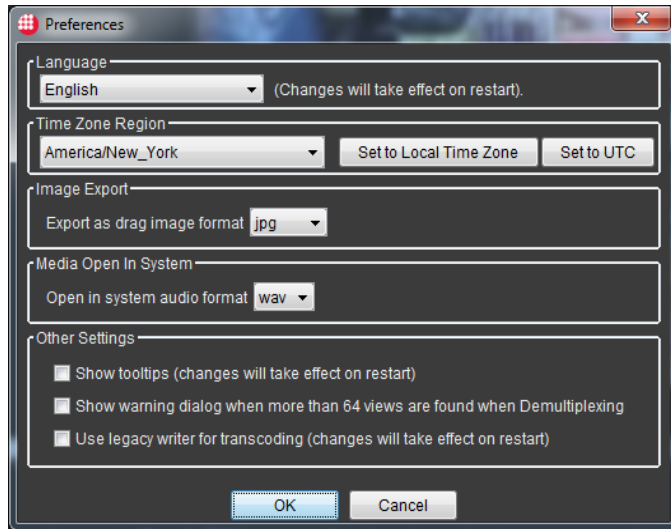 Preferences
Language
English (Changes will take effect on restart).
Time Zone Region
America/New_York Set to Local Time Zone Set to UTC
Image Export
Export as drag image format jpg
Media Open In System
Open in system audio format wav
Other Settings
Show tooltips (changes will take effect on restart)
Show warning dialog when more than 64 views are found when Demultiplexing
Use legacy writer for transcoding (changes will take effect on restart)
OK Cancel